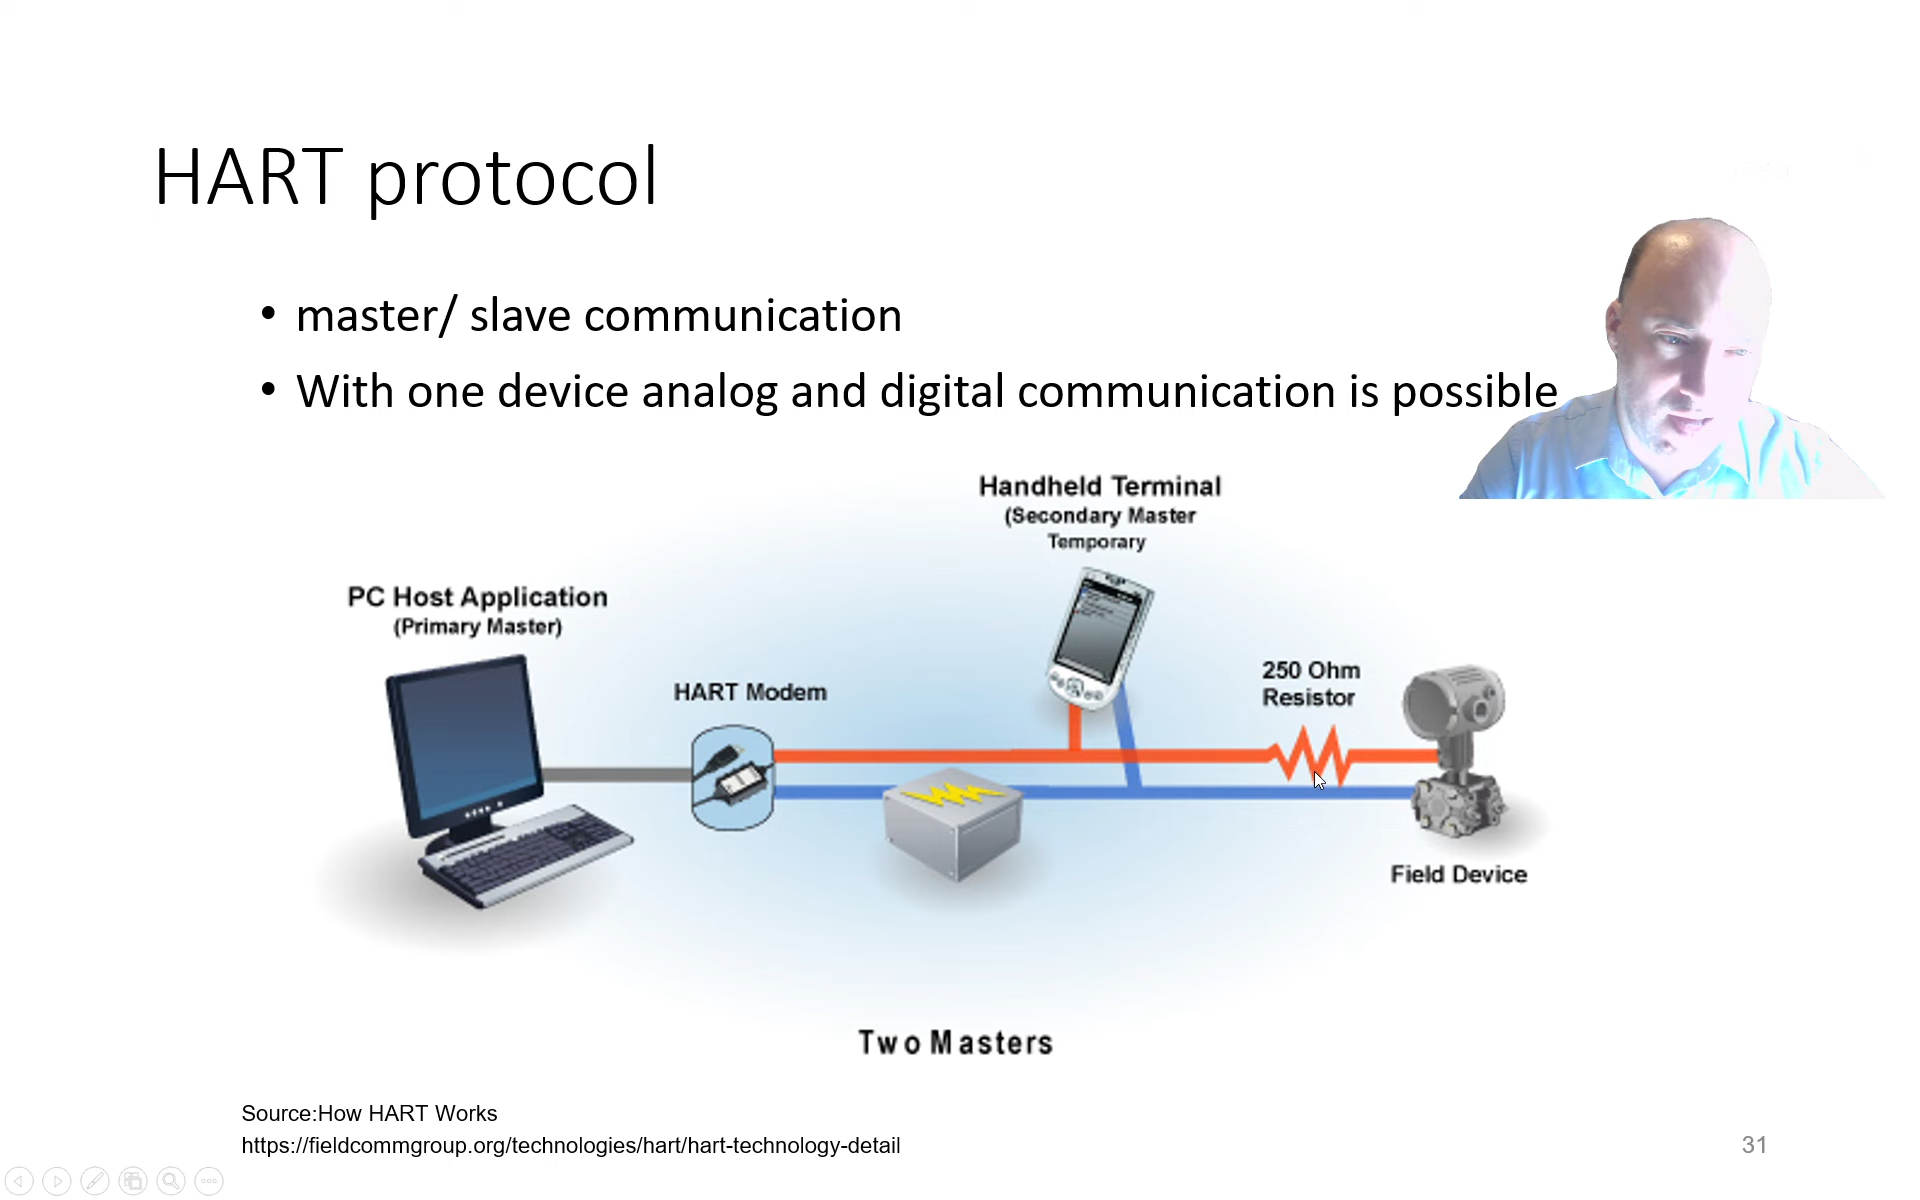 HART protocol
• master/ slave communication
• With one device analog and digital communication is possible
Handheld Terminal
(Secondary Master
Temporary
PC Host Application
(Primary Master)
HART Modem
250 Ohm
Resistor
Field Device
Two Masters
Source:How HART Works
https://fieldcommgroup.org/technologies/hart/hart-technology-detail
31